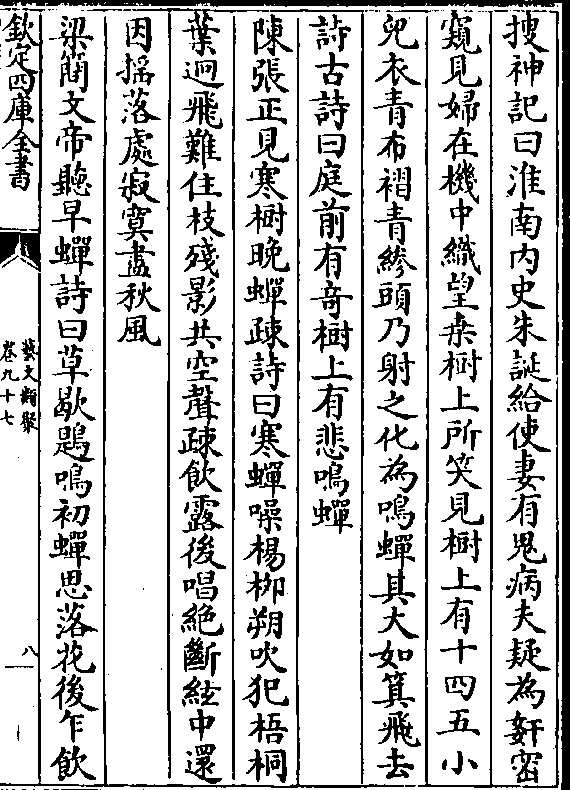 搜神記曰淮南内史朱誕給使妻有鬼病夫疑為姧密
窺見婦在機中織望桒樹上所笑見樹上有十四五小
兒衣青布褶青縿頭乃射之化為鳴蟬其大如箕飛去
詩古詩曰庭前有竒樹上有悲鳴蟬
陳張正見寒樹晩蟬疎詩曰寒蟬噪楊柳朔吹犯梧桐
葉迥飛難住枝殘影共空聲疎飲露後唱絶斷絃中還
因揺落處寂寞盡秋風
梁簡文帝聽早蟬詩曰草歇鶗鳴初蟬思落花後乍飲
欽定四庫全書
藝文類聚
卷九十七
八